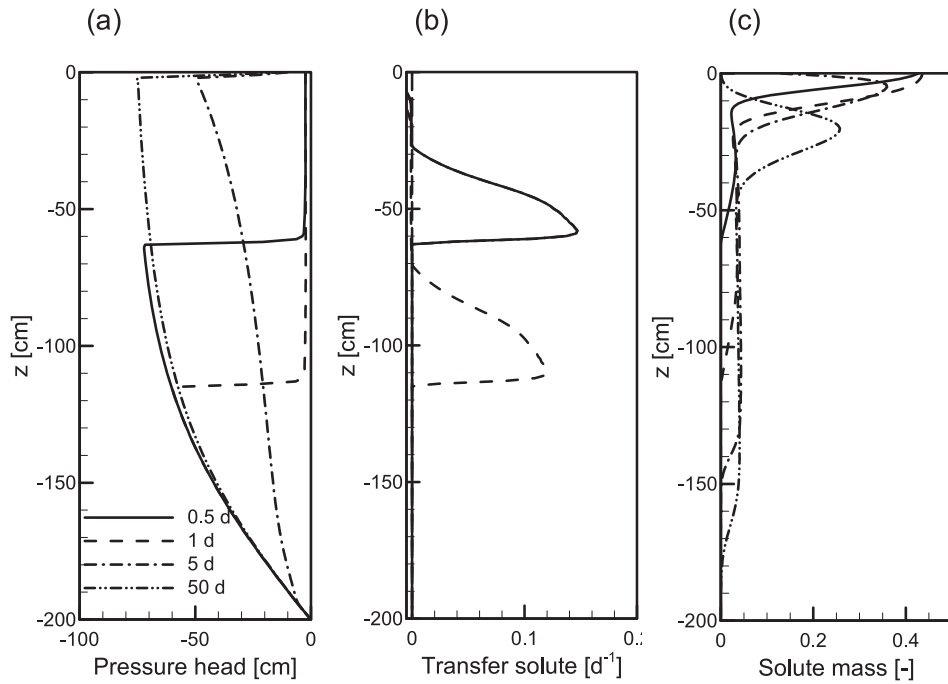 (a) (b) (c)
0 0 0
-50 -50 -50
-100 -100 -100
-150 -150 -150
-200 -200 -200
z [cm] z [cm] z [cm]
0.5 d
1 d
5 d
50 d
-100 -50 0 0 0.1 0 0.2 0.4
Pressure head [cm] Transfer solute [d⁻¹] Solute mass [-]